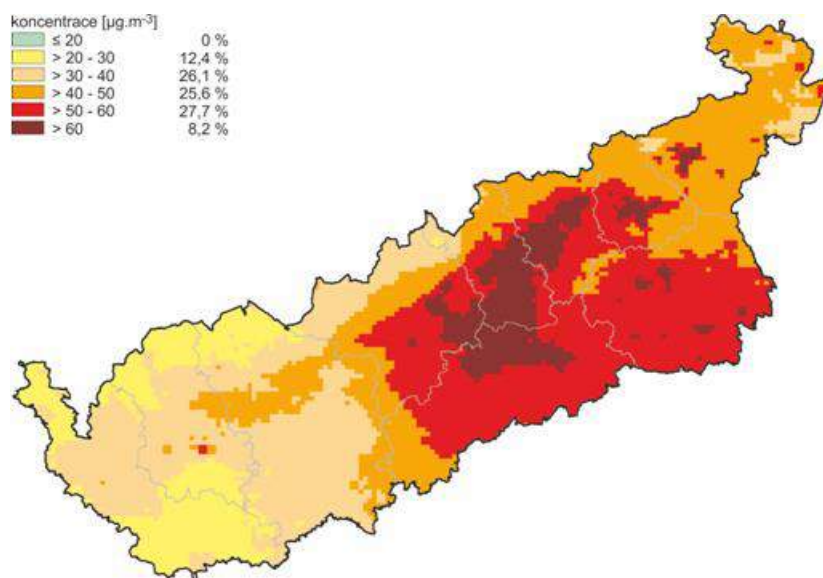 koncentrace [µg.m⁻³]
≤ 20 0 %
> 20 - 30 12,4 %
> 30 - 40 26,1 %
> 40 - 50 25,6 %
> 50 - 60 27,7 %
> 60 8,2 %